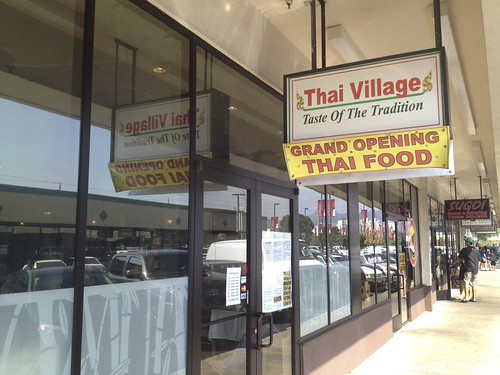 Thai Village
Taste Of The Tradition
GRAND OPENING
THAI FOOD
SUGOI